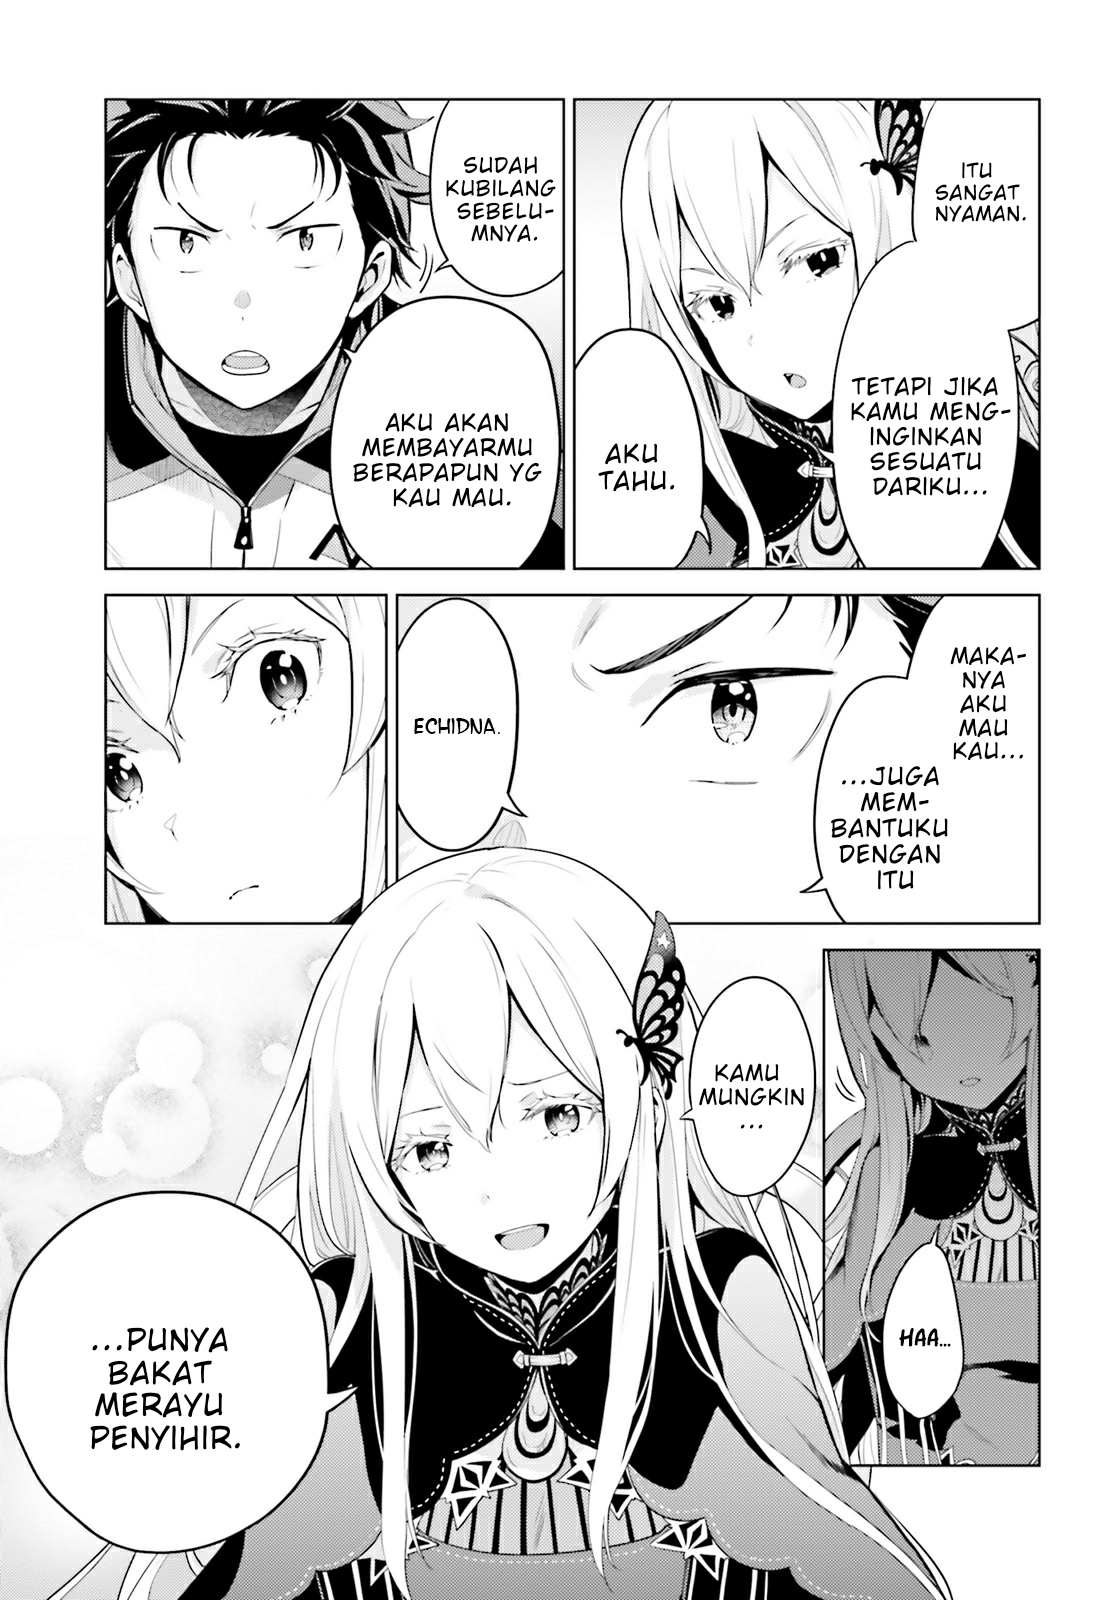 ITU
SANGAT
NYAMAN.
TETAPI JIKA
KAMU MENG-
INGINKAN
SESUATU
DARIKU...
AKU
TAHU.
SUDAH
KUBILANG
SEBELU-
MNYA.
AKU AKAN
MEMBAYARMU
BERAPAPUN YG
KAU MAU.
MAKA-
NYA
AKU
MAU
KAU...
...JUGA
MEM-
BANTUKU
DENGAN
ITU
ECHIDNA.
HAA...
KAMU
MUNGKIN
...
...PUNYA
BAKAT
MERAYU
PENYIHIR.